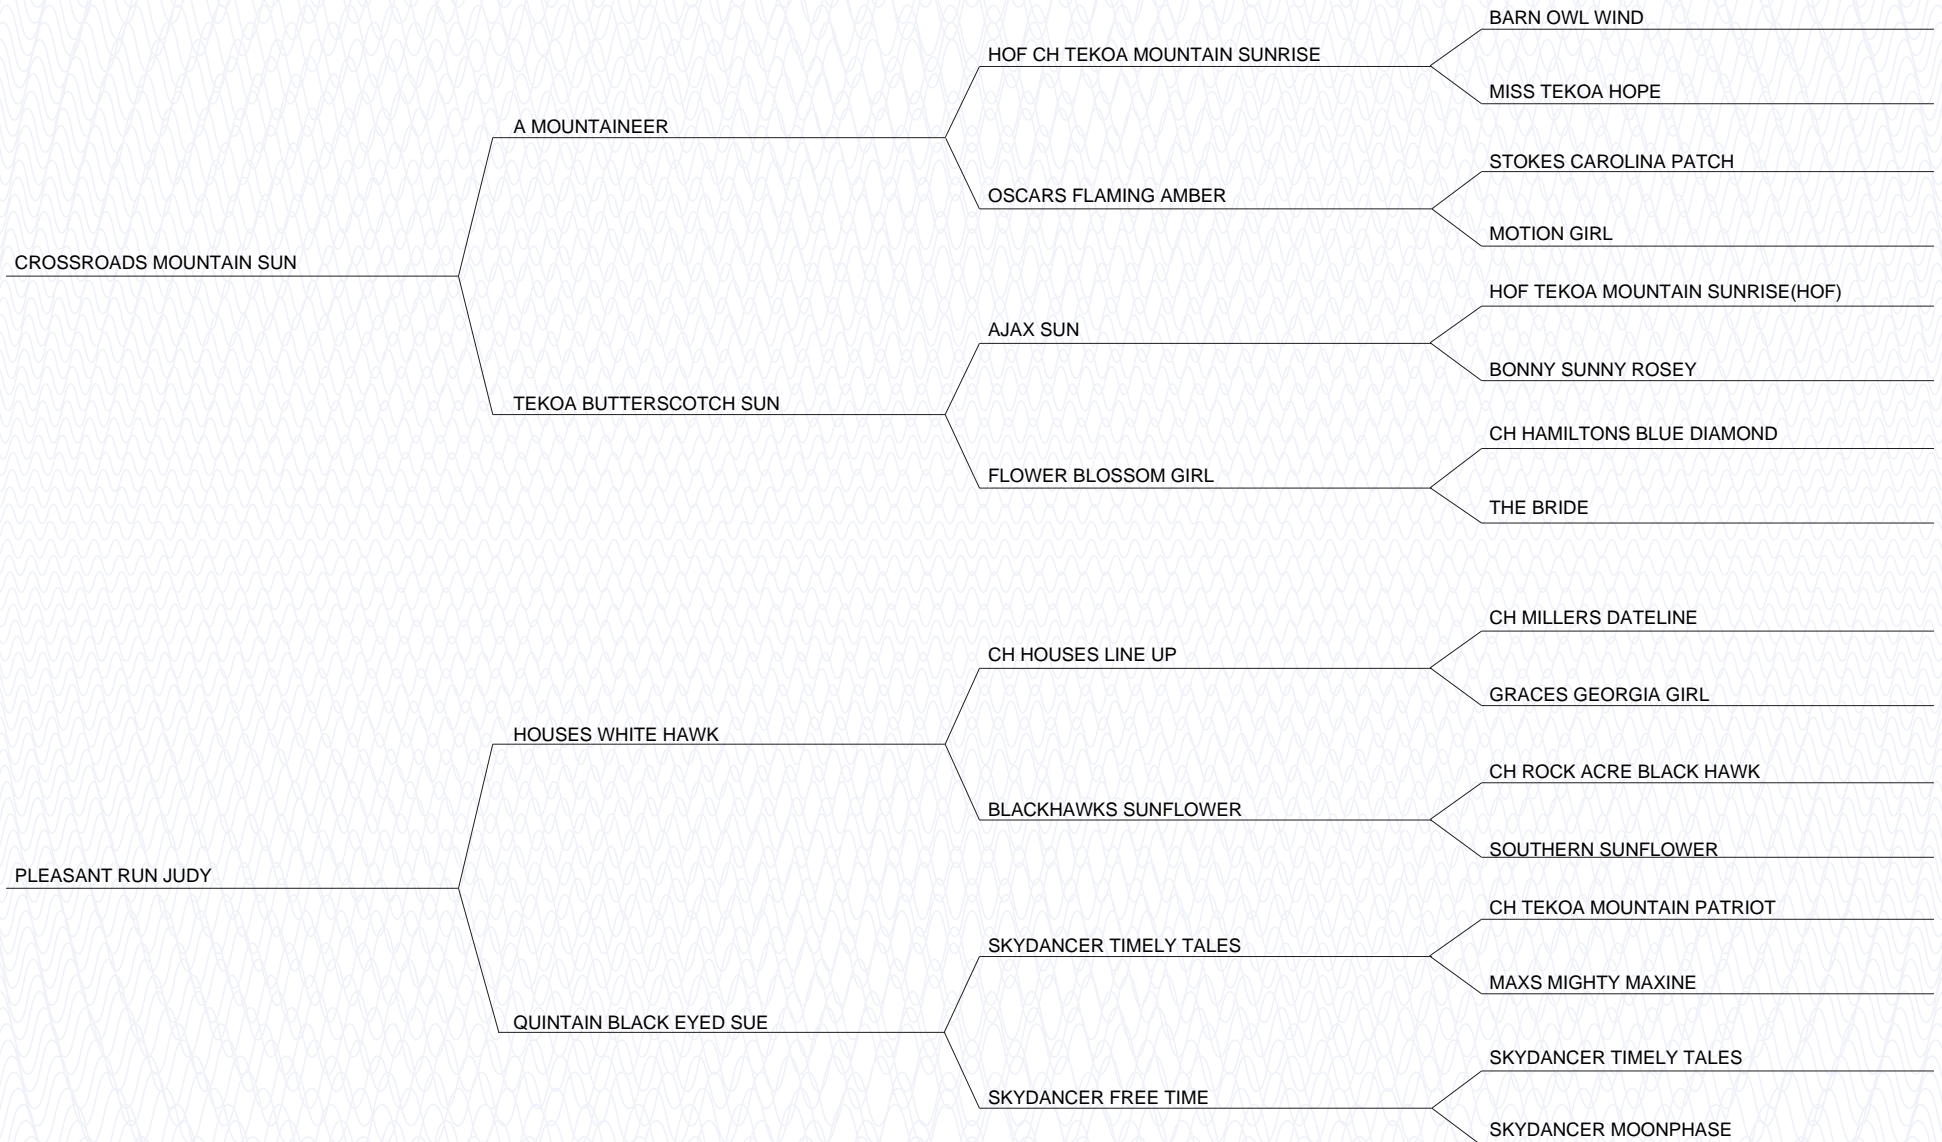 BARN OWL WIND
HOF CH TEKOA MOUNTAIN SUNRISE
MISS TEKOA HOPE
A MOUNTAINEER
STOKES CAROLINA PATCH
OSCARS FLAMING AMBER
MOTION GIRL
CROSSROADS MOUNTAIN SUN
HOF TEKOA MOUNTAIN SUNRISE(HOF)
AJAX SUN
BONNY SUNNY ROSEY
TEKOA BUTTERSCOTCH SUN
CH HAMILTONS BLUE DIAMOND
FLOWER BLOSSOM GIRL
THE BRIDE
CH MILLERS DATELINE
CH HOUSES LINE UP
GRACES GEORGIA GIRL
HOUSES WHITE HAWK
CH ROCK ACRE BLACK HAWK
BLACKHAWKS SUNFLOWER
SOUTHERN SUNFLOWER
PLEASANT RUN JUDY
CH TEKOA MOUNTAIN PATRIOT
SKYDANCER TIMELY TALES
MAXS MIGHTY MAXINE
QUINTAIN BLACK EYED SUE
SKYDANCER TIMELY TALES
SKYDANCER FREE TIME
SKYDANCER MOONPHASE